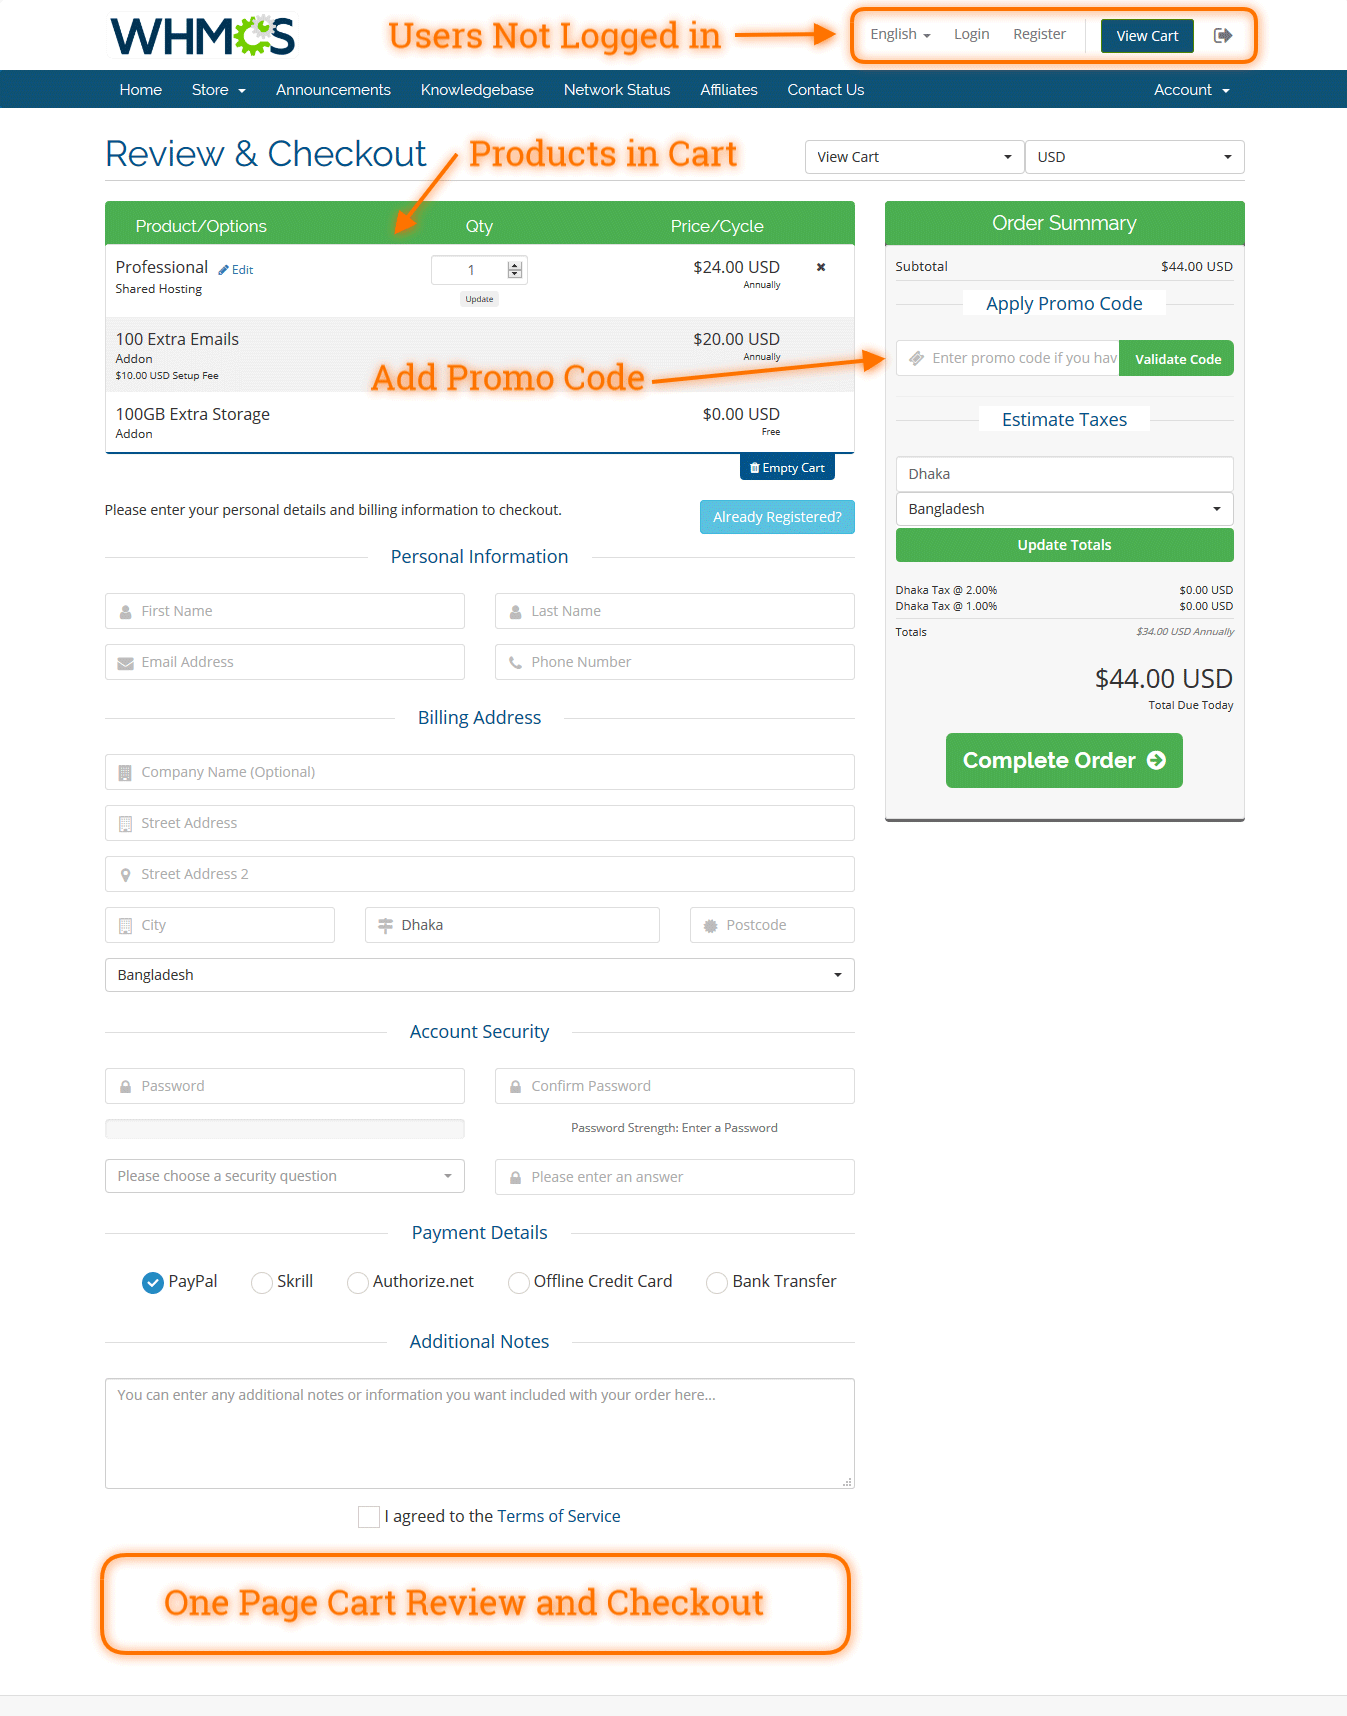 WHMCS
Users Not Logged in
English
Login
Register
View Cart
Home
Store
Announcements
Knowledgebase
Network Status
Affiliates
Contact Us
Account
Review & Checkout
Products in Cart
View Cart
USD
Product/Options
Qty
Price/Cycle
Professional
Edit
Shared Hosting
1
Update
$24.00 USD
Annually
100 Extra Emails
Addon
$10.00 USD Setup Fee
$20.00 USD
Annually
Add Promo Code
100GB Extra Storage
Addon
$0.00 USD
Free
Empty Cart
Order Summary
Subtotal
$44.00 USD
Apply Promo Code
Enter promo code if you hav
Validate Code
Estimate Taxes
Dhaka
Bangladesh
Update Totals
Dhaka Tax @ 2.00%
$0.00 USD
Dhaka Tax @ 1.00%
$0.00 USD
Totals
$34.00 USD Annually
$44.00 USD
Total Due Today
Complete Order
Please enter your personal details and billing information to checkout.
Already Registered?
Personal Information
First Name
Last Name
Email Address
Phone Number
Billing Address
Company Name (Optional)
Street Address
Street Address 2
City
Dhaka
Postcode
Bangladesh
Account Security
Password
Confirm Password
Password Strength: Enter a Password
Please choose a security question
Please enter an answer
Payment Details
PayPal
Skrill
Authorize.net
Offline Credit Card
Bank Transfer
Additional Notes
You can enter any additional notes or information you want included with your order here...
I agreed to the Terms of Service
One Page Cart Review and Checkout